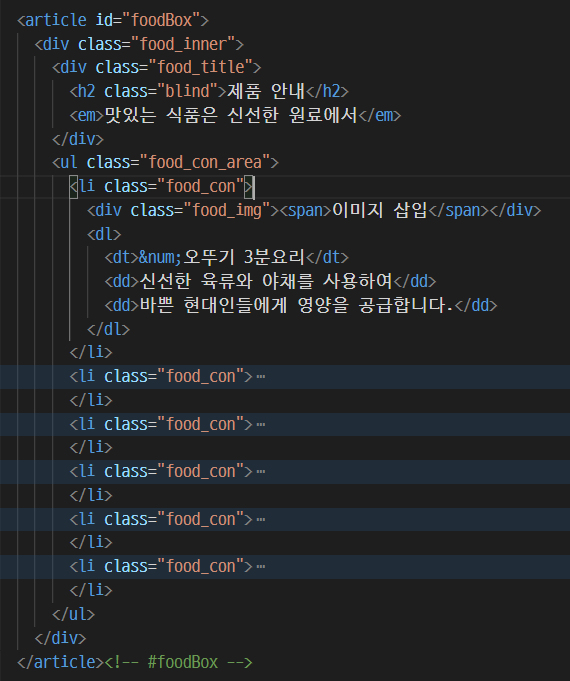 <article id="foodBox">
<div class="food_inner">
<div class="food_title">
<h2 class="blind">제품 안내</h2>
<em>맛있는 식품은 신선한 원료에서</em>
</div>
<ul class="food_con_area">
<li class="food_con">
<div class="food_img"><span>이미지 삽입</span></div>
<dl>
<dt>&num;오뚜기 3분요리</dt>
<dd>신선한 육류와 야채를 사용하여</dd>
<dd>바쁜 현대인들에게 영양을 공급합니다.</dd>
</dl>
</li>
<li class="food_con">⋯
</li>
<li class="food_con">⋯
</li>
<li class="food_con">⋯
</li>
<li class="food_con">⋯
</li>
<li class="food_con">⋯
</li>
</ul>
</div>
</article><!-- #foodBox -->